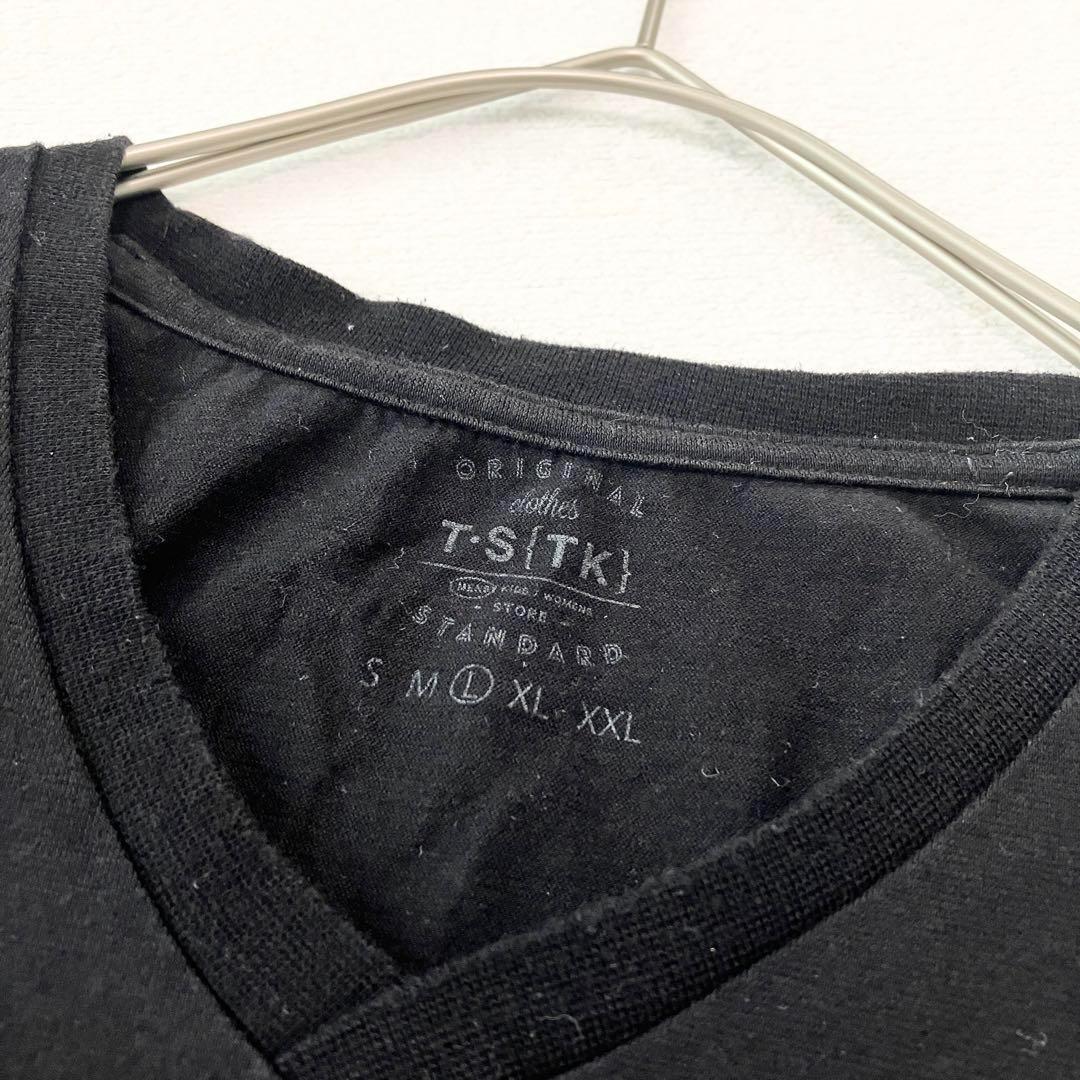 ORIGINAL
clothes
T·S{TK}
MENS / KIDS / WOMENS
- STORE -
STANDARD
S M L XL XXL